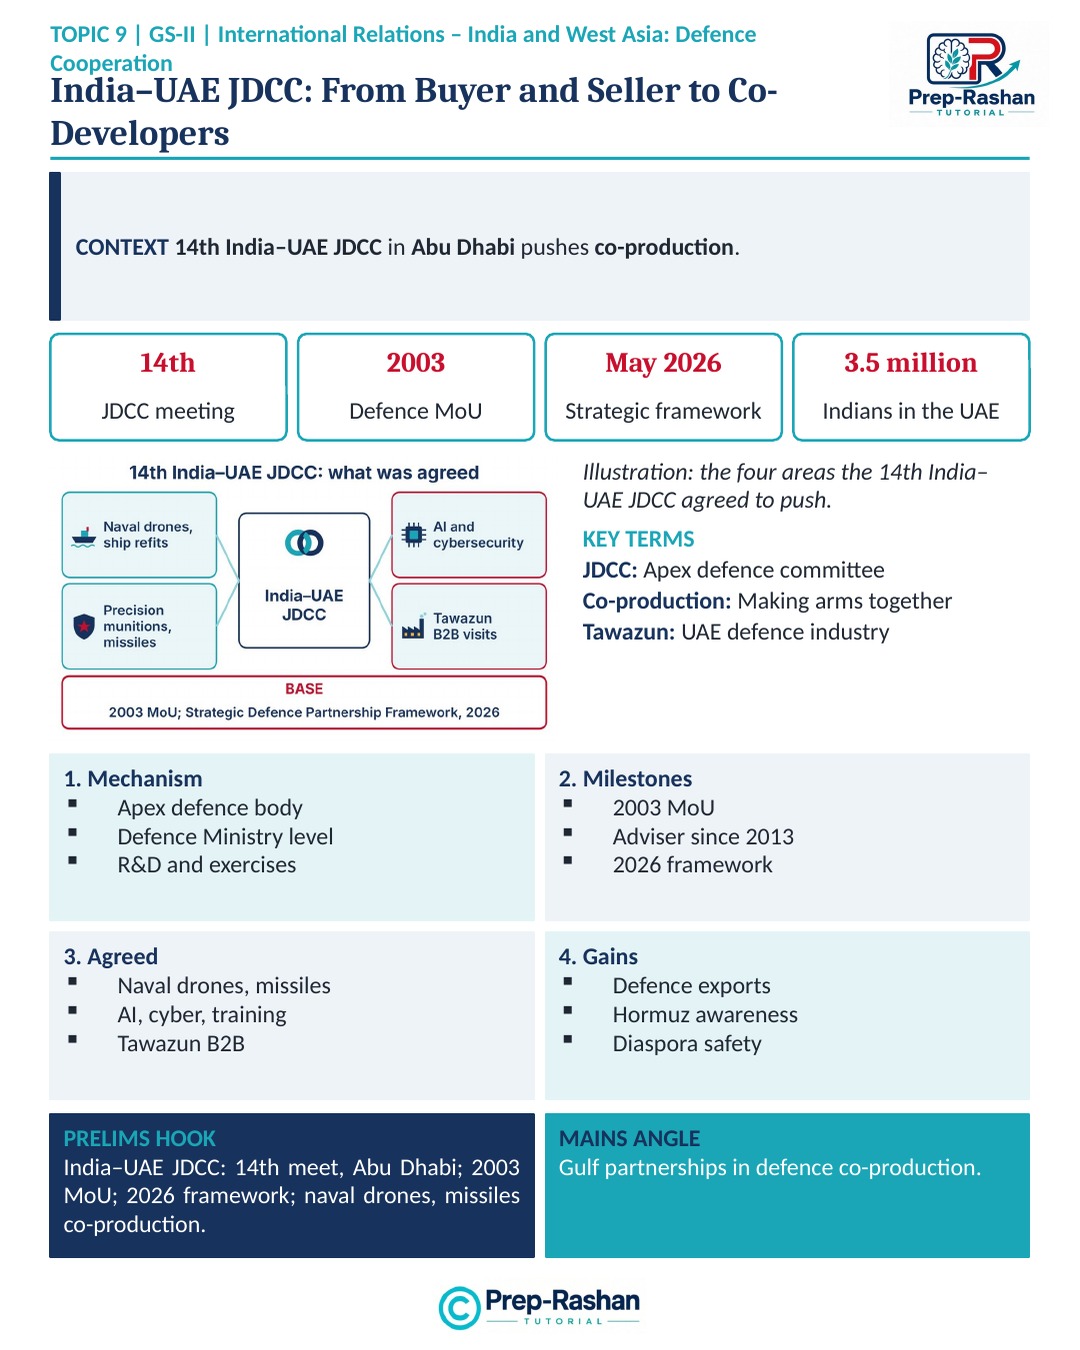 TOPIC 9 | GS-II | International Relations – India and West Asia: Defence
Cooperation
India–UAE JDCC: From Buyer and Seller to Co-
Developers
Prep-Rashan
TUTORIAL
CONTEXT 14th India–UAE JDCC in Abu Dhabi pushes co-production.
14th
JDCC meeting
2003
Defence MoU
May 2026
Strategic framework
3.5 million
Indians in the UAE
14th India–UAE JDCC: what was agreed
Naval drones,
ship refits
Precision
munitions,
missiles
India–UAE
JDCC
AI and
cybersecurity
Tawazun
B2B visits
BASE
2003 MoU; Strategic Defence Partnership Framework, 2026
Illustration: the four areas the 14th India–
UAE JDCC agreed to push.
KEY TERMS
JDCC: Apex defence committee
Co-production: Making arms together
Tawazun: UAE defence industry
1. Mechanism
▪ Apex defence body
▪ Defence Ministry level
▪ R&D and exercises
2. Milestones
▪ 2003 MoU
▪ Adviser since 2013
▪ 2026 framework
3. Agreed
▪ Naval drones, missiles
▪ AI, cyber, training
▪ Tawazun B2B
4. Gains
▪ Defence exports
▪ Hormuz awareness
▪ Diaspora safety
PRELIMS HOOK
India–UAE JDCC: 14th meet, Abu Dhabi; 2003
MoU; 2026 framework; naval drones, missiles
co-production.
MAINS ANGLE
Gulf partnerships in defence co-production.
© Prep-Rashan
TUTORIAL